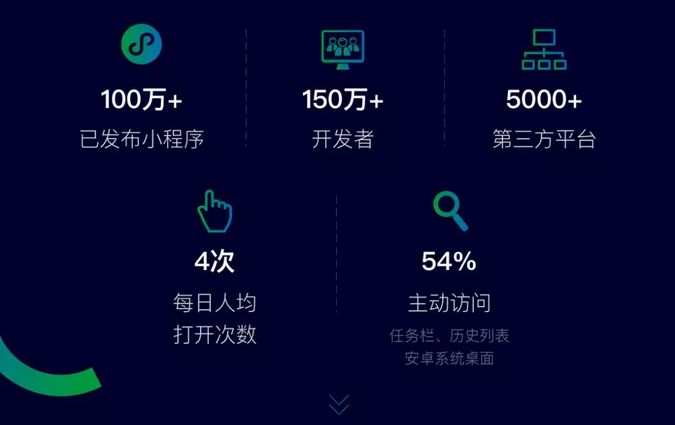 100万+
已发布小程序
150万+
开发者
5000+
第三方平台
4次
每日人均
打开次数
54%
主动访问
任务栏、历史列表
安卓系统桌面